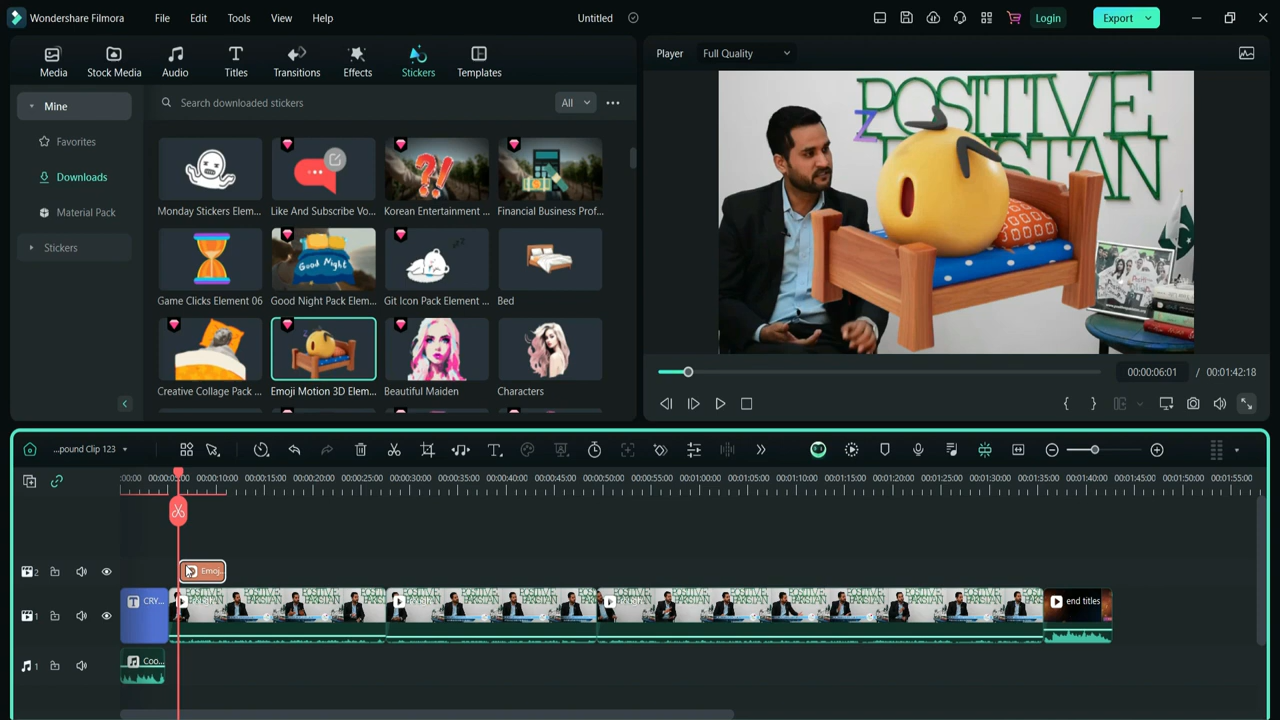 Wondershare Filmora File Edit Tools View Help Untitled Login Export
Media Stock Media Audio Titles Transitions Effects Stickers Templates
Player Full Quality
Mine
Search downloaded stickers
All
Favorites
Downloads
Material Pack
Stickers
Monday Stickers Elem... Like And Subscribe Vo... Korean Entertainment ... Financial Business Prof...
Good Night
Game Clicks Element 06 Good Night Pack Elem... Git Icon Pack Element ... Bed
Creative Collage Pack ... Emoji Motion 3D Elem... Beautiful Maiden Characters
POSITIVE
00:00:06:01 / 00:01:42:18
...pound Clip 123
:00:00 00:00:05:00 00:00:10:00 00:00:15:00 00:00:20:00 00:00:25:00 00:00:30:00 00:00:35:00 00:00:40:00 00:00:45:00 00:00:50:00 00:00:55:00 00:01:00:00 00:01:05:00 00:01:10:00 00:01:15:00 00:01:20:00 00:01:25:00 00:01:30:00 00:01:35:00 00:01:40:00 00:01:45:00 00:01:50:00 00:01:55:00
2 Emoj...
1 CRY... end titles
1 Coo...